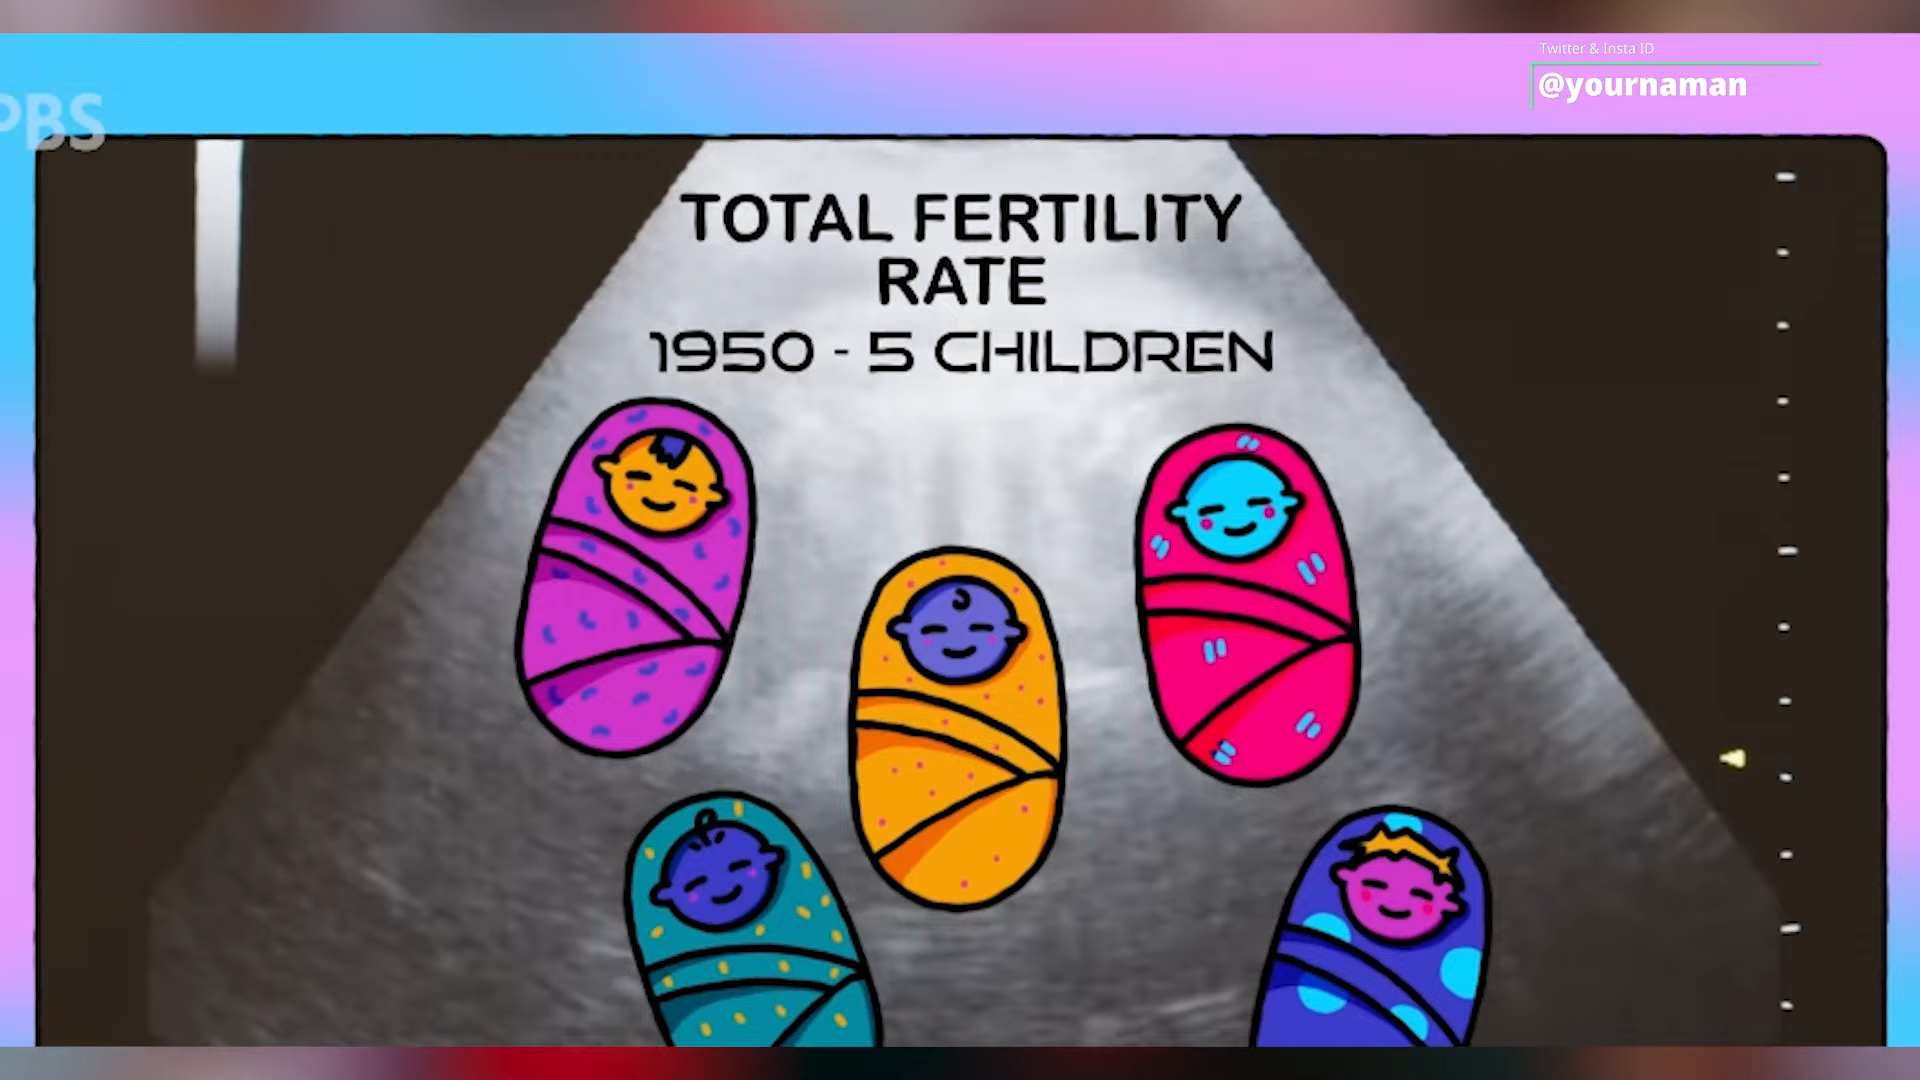 Twitter & Insta ID
@yournaman
PBS
TOTAL FERTILITY
RATE
1950 - 5 CHILDREN